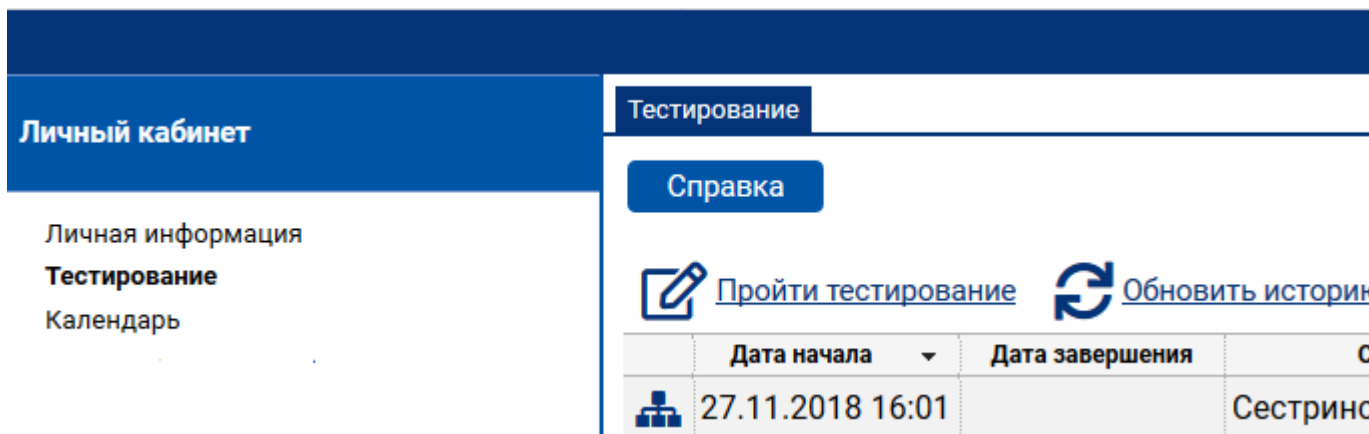 Личный кабинет
Личная информация
Тестирование
Календарь
Тестирование
Справка
Пройти тестирование Обновить
Дата начала Дата завершения
27.11.2018 16:01